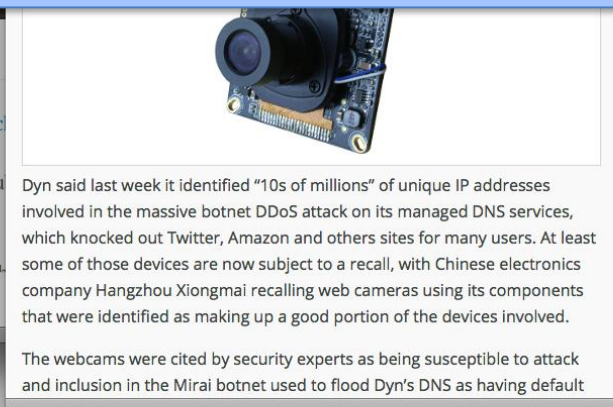 Dyn said last week it identified “10s of millions” of unique IP addresses
involved in the massive botnet DDoS attack on its managed DNS services,
which knocked out Twitter, Amazon and others sites for many users. At least
some of those devices are now subject to a recall, with Chinese electronics
company Hangzhou Xiongmai recalling web cameras using its components
that were identified as making up a good portion of the devices involved.
The webcams were cited by security experts as being susceptible to attack
and inclusion in the Mirai botnet used to flood Dyn’s DNS as having default